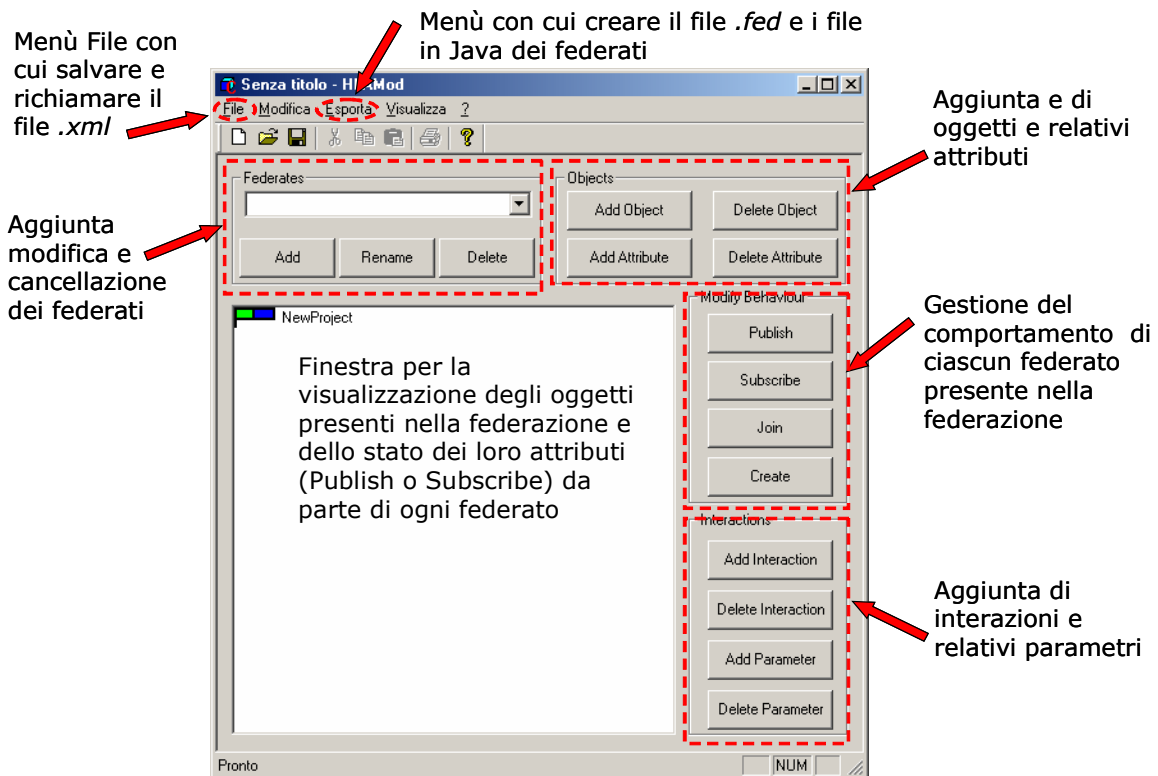 Menù con cui creare il file .fed e i file
in Java dei federati
Menù File con
cui salvare e
richiamare il
file .xml
Senza titolo - HLAMod
File Modifica Esporta Visualizza ?
Aggiunta e di
oggetti e relativi
attributi
Federates
Add Rename Delete
Objects
Add Object Delete Object
Add Attribute Delete Attribute
Aggiunta
modifica e
cancellazione
dei federati
NewProject
Finestra per la
visualizzazione degli oggetti
presenti nella federazione e
dello stato dei loro attributi
(Publish o Subscribe) da
parte di ogni federato
Modify Behaviour
Publish
Subscribe
Join
Create
Gestione del
comportamento di
ciascun federato
presente nella
federazione
Interactions
Add Interaction
Delete Interaction
Add Parameter
Delete Parameter
Aggiunta di
interazioni e
relativi parametri
Pronto NUM